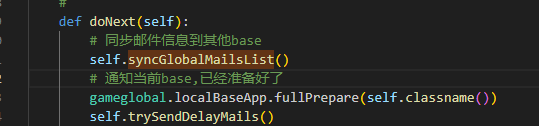 #
def doNext(self):
# 同步邮件信息到其他base
self.syncGlobalMailsList()
# 通知当前base,已经准备好了
gameglobal.localBaseApp.fullPrepare(self.classname())
self.trySendDelayMails()